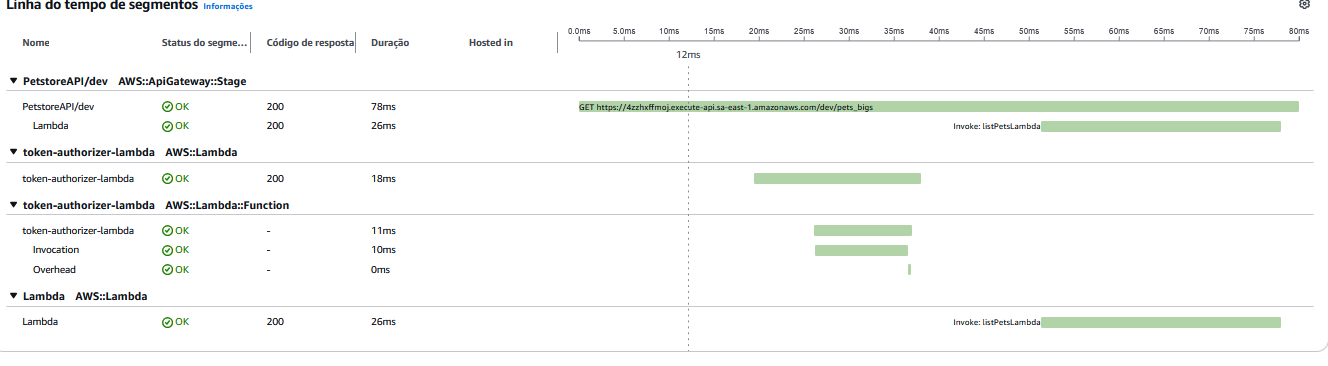 Linha do tempo de segmentos Informações
Nome Status do segme... Código de resposta Duração Hosted in 0.0ms 5.0ms 10ms 15ms 20ms 25ms 30ms 35ms 40ms 45ms 50ms 55ms 60ms 65ms 70ms 75ms 80ms
12ms
PetstoreAPI/dev AWS::ApiGateway::Stage
PetstoreAPI/dev OK 200 78ms GET https://4zzhxffmoj.execute-api.sa-east-1.amazonaws.com/dev/pets_bigs
Lambda OK 200 26ms Invoke: listPetsLambda
token-authorizer-lambda AWS::Lambda
token-authorizer-lambda OK 200 18ms
token-authorizer-lambda AWS::Lambda::Function
token-authorizer-lambda OK - 11ms
Invocation OK - 10ms
Overhead OK - 0ms
Lambda AWS::Lambda
Lambda OK 200 26ms Invoke: listPetsLambda